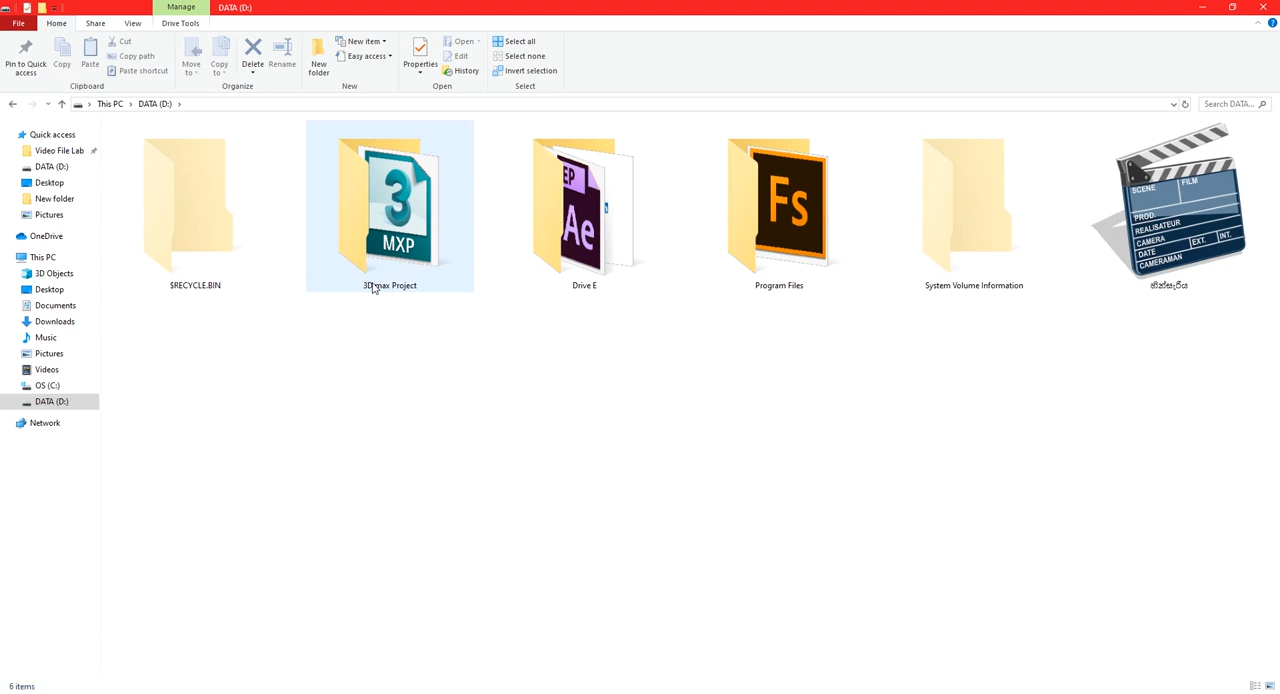 Manage
DATA (D:)
File
Home
Share
View
Drive Tools
Pin to Quick access
Copy
Paste
Cut
Copy path
Paste shortcut
Clipboard
Move to
Copy to
Delete
Rename
Organize
New folder
New item
Easy access
New
Properties
Open
Edit
History
Open
Select all
Select none
Invert selection
Select
This PC
DATA (D:)
Search DATA...
Quick access
Video File Lab
DATA (D:)
Desktop
New folder
Pictures
OneDrive
This PC
3D Objects
Desktop
Documents
Downloads
Music
Pictures
Videos
OS (C:)
DATA (D:)
Network
3
MXP
EP
Ae
Fs
SCENE
FILM
PROD.
REALISATEUR
CAMERA
EXT.
INT.
DATE
CAMERAMAN
$RECYCLE.BIN
3D max Project
Drive E
Program Files
System Volume Information
හින්සැරිය
6 items